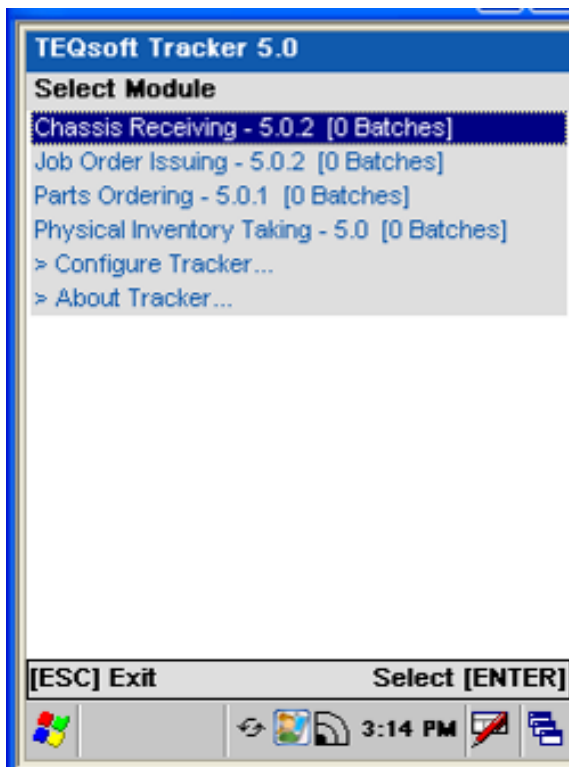 TEQsoft Tracker 5.0
Select Module
Chassis Receiving - 5.0.2 [0 Batches]
Job Order Issuing - 5.0.2 [0 Batches]
Parts Ordering - 5.0.1 [0 Batches]
Physical Inventory Taking - 5.0 [0 Batches]
> Configure Tracker...
> About Tracker...
[ESC] Exit Select [ENTER]
3:14 PM